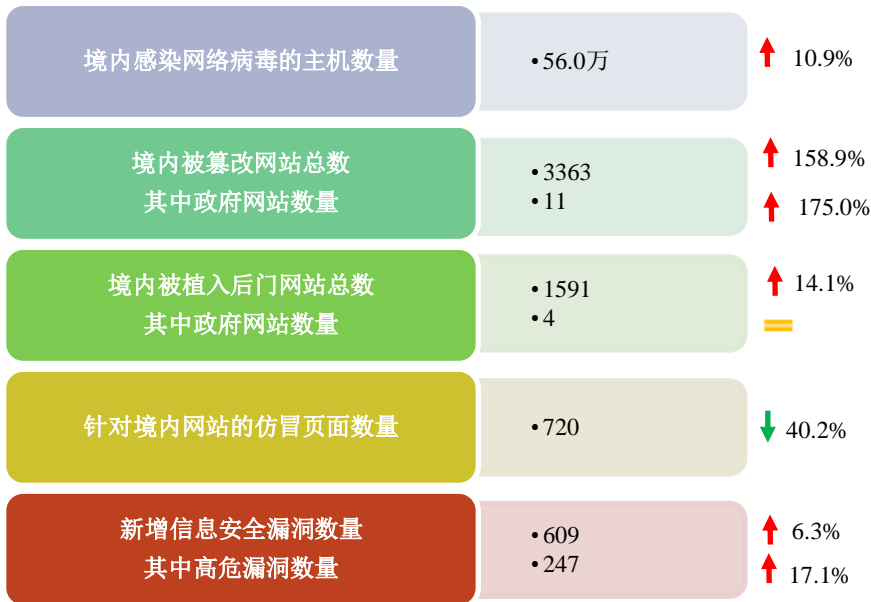 境内感染网络病毒的主机数量
•56.0万
10.9%
境内被篡改网站总数
其中政府网站数量
•3363
•11
158.9%
175.0%
境内被植入后门网站总数
其中政府网站数量
•1591
•4
14.1%
针对境内网站的仿冒页面数量
•720
40.2%
新增信息安全漏洞数量
其中高危漏洞数量
•609
•247
6.3%
17.1%